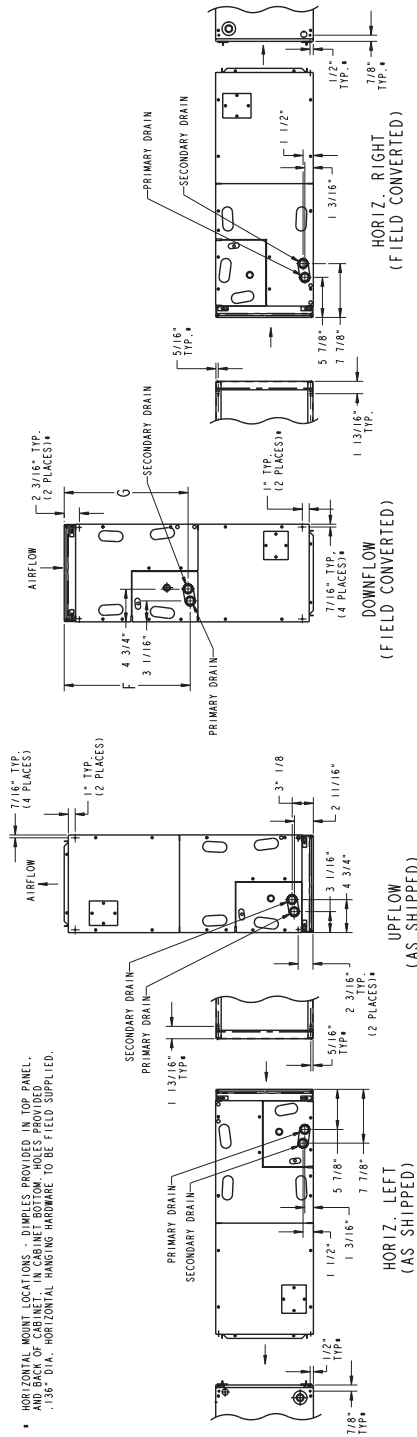 * HORIZONTAL MOUNT LOCATIONS - DIMPLES PROVIDED IN TOP PANEL,
AND BACK OF CABINET. IN CABINET BOTTOM, HOLES PROVIDED
.136" DIA. HORIZONTAL HANGING HARDWARE TO BE FIELD SUPPLIED.
7/8"
TYP*
1/2"
TYP*
PRIMARY DRAIN
SECONDARY DRAIN
1 1/2"
1 3/16"
5 7/8"
7 7/8"
HORIZ. LEFT
(AS SHIPPED)
1 13/16"
TYP*
5/16"
TYP*
AIRFLOW
7/16" TYP.
(4 PLACES)
1" TYP.
(2 PLACES)
SECONDARY DRAIN
PRIMARY DRAIN
3" 1/8
2 11/16"
3 1/16"
4 3/4"
2 3/16"
TYP.
(2 PLACES)*
UPFLOW
(AS SHIPPED)
AIRFLOW
2 3/16" TYP.
(2 PLACES)*
F
G
4 3/4"
3 1/16"
SECONDARY DRAIN
PRIMARY DRAIN
1" TYP.
(2 PLACES)*
7/16" TYP,
(4 PLACES)*
DOWNFLOW
(FIELD CONVERTED)
5/16"
TYP.*
1 13/16"
TYP.
PRIMARY DRAIN
SECONDARY DRAIN
1 1/2"
1 3/16"
5 7/8"
7 7/8"
1/2"
TYP.*
7/8"
TYP.*
HORIZ. RIGHT
(FIELD CONVERTED)